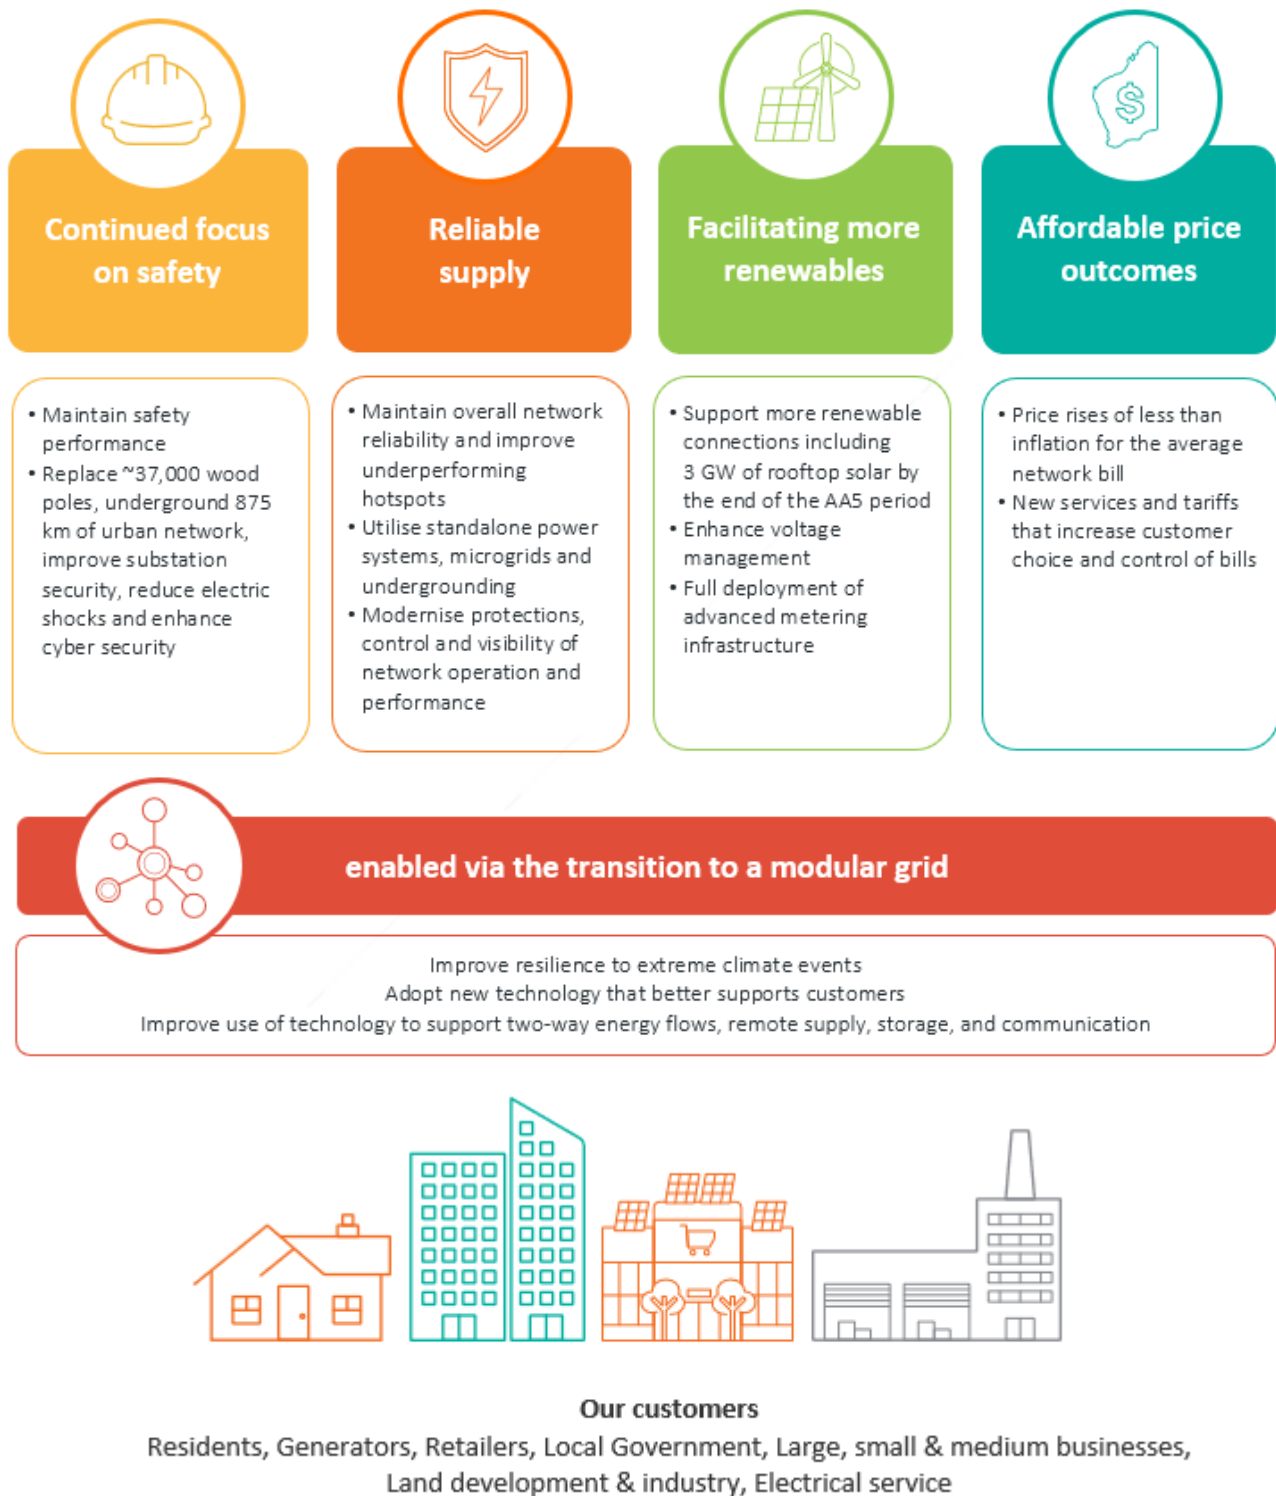 Continued focus
on safety
Reliable
supply
Facilitating more
renewables
Affordable price
outcomes
• Maintain safety
performance
• Replace ~37,000 wood
poles, underground 875
km of urban network,
improve substation
security, reduce electric
shocks and enhance
cyber security
• Maintain overall network
reliability and improve
underperforming
hotspots
• Utilise standalone power
systems, microgrids and
undergrounding
• Modernise protections,
control and visibility of
network operation and
performance
• Support more renewable
connections including
3 GW of rooftop solar by
the end of the AA5 period
• Enhance voltage
management
• Full deployment of
advanced metering
infrastructure
• Price rises of less than
inflation for the average
network bill
• New services and tariffs
that increase customer
choice and control of bills
enabled via the transition to a modular grid
Improve resilience to extreme climate events
Adopt new technology that better supports customers
Improve use of technology to support two-way energy flows, remote supply, storage, and communication
Our customers
Residents, Generators, Retailers, Local Government, Large, small & medium businesses,
Land development & industry, Electrical service